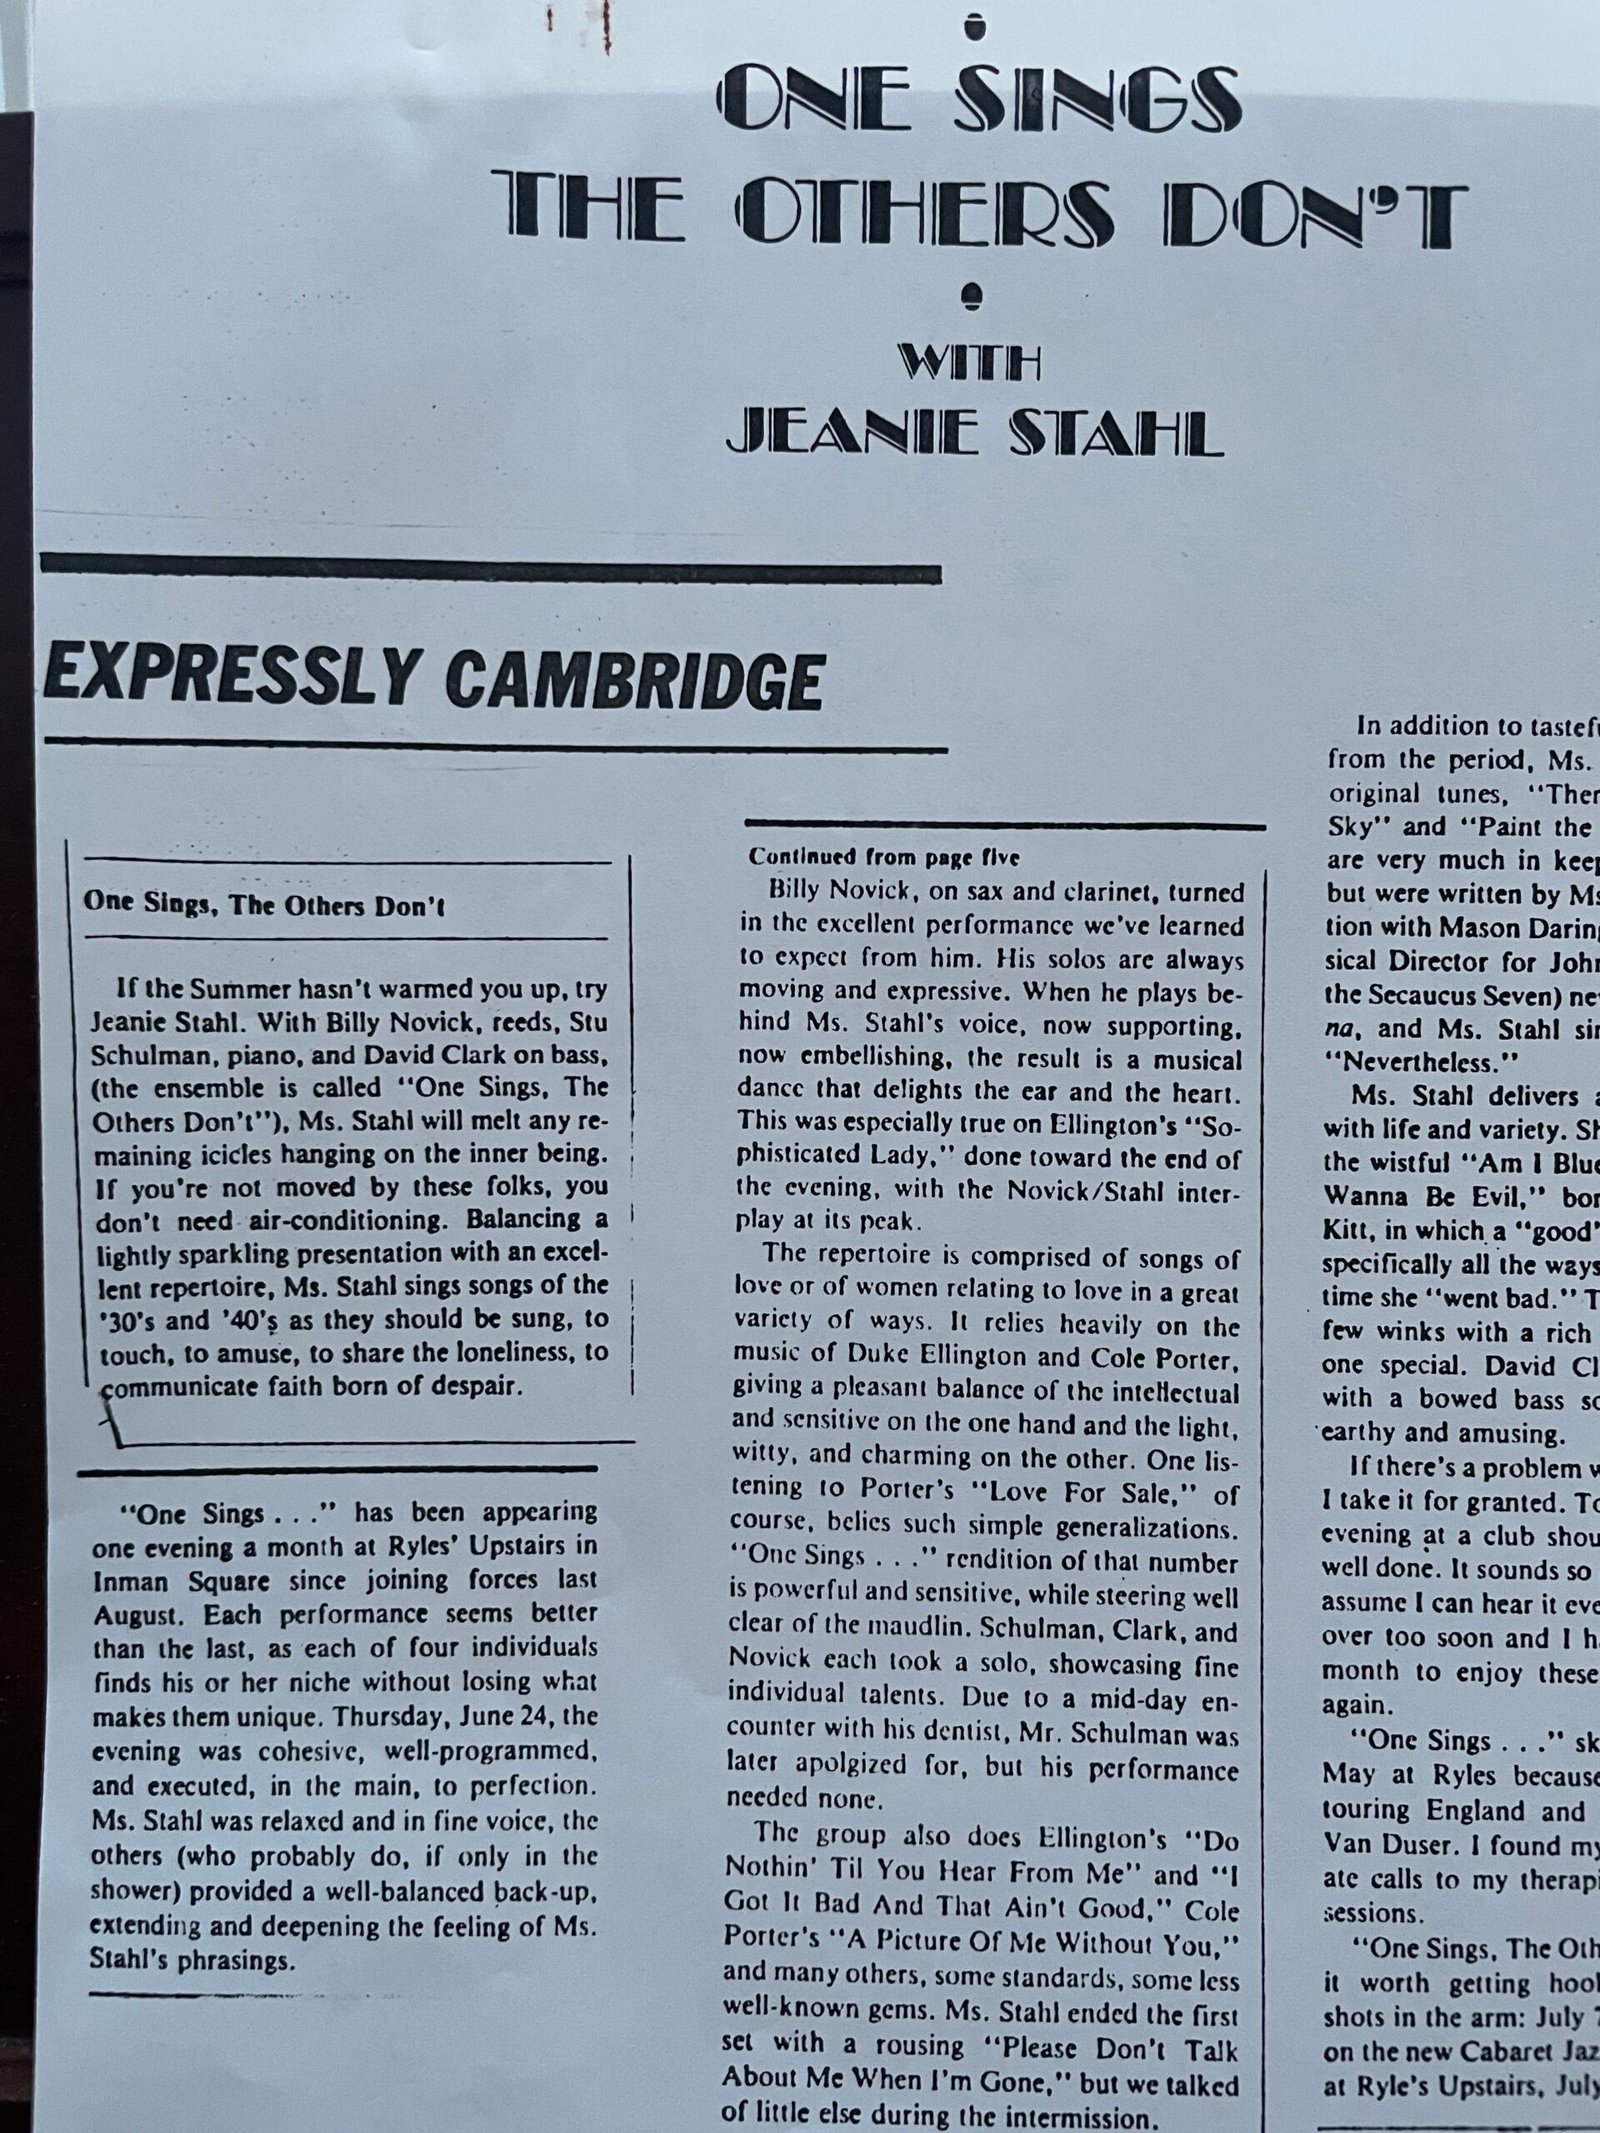 ONE SINGS
THE OTHERS DON'T
WITH
JEANIE STAHL
EXPRESSLY CAMBRIDGE
One Sings, The Others Don't
If the Summer hasn't warmed you up, try
Jeanie Stahl. With Billy Novick, reeds, Stu
Schulman, piano, and David Clark on bass,
(the ensemble is called "One Sings, The
Others Don't"), Ms. Stahl will melt any re-
maining icicles hanging on the inner being.
If you're not moved by these folks, you
don't need air-conditioning. Balancing a
lightly sparkling presentation with an excel-
lent repertoire, Ms. Stahl sings songs of the
'30's and '40's as they should be sung, to
touch, to amuse, to share the loneliness, to
communicate faith born of despair.
"One Sings . . ." has been appearing
one evening a month at Ryles' Upstairs in
Inman Square since joining forces last
August. Each performance seems better
than the last, as each of four individuals
finds his or her niche without losing what
makes them unique. Thursday, June 24, the
evening was cohesive, well-programmed,
and executed, in the main, to perfection.
Ms. Stahl was relaxed and in fine voice, the
others (who probably do, if only in the
shower) provided a well-balanced back-up,
extending and deepening the feeling of Ms.
Stahl's phrasings.
Continued from page five
Billy Novick, on sax and clarinet, turned
in the excellent performance we've learned
to expect from him. His solos are always
moving and expressive. When he plays be-
hind Ms. Stahl's voice, now supporting,
now embellishing, the result is a musical
dance that delights the ear and the heart.
This was especially true on Ellington's "So-
phisticated Lady," done toward the end of
the evening, with the Novick/Stahl inter-
play at its peak.
The repertoire is comprised of songs of
love or of women relating to love in a great
variety of ways. It relies heavily on the
music of Duke Ellington and Cole Porter,
giving a pleasant balance of the intellectual
and sensitive on the one hand and the light,
witty, and charming on the other. One lis-
tening to Porter's "Love For Sale," of
course, belies such simple generalizations.
"One Sings . . ." rendition of that number
is powerful and sensitive, while steering well
clear of the maudlin. Schulman, Clark, and
Novick each took a solo, showcasing fine
individual talents. Due to a mid-day en-
counter with his dentist, Mr. Schulman was
later apolgized for, but his performance
needed none.
The group also does Ellington's "Do
Nothin' Til You Hear From Me" and "I
Got It Bad And That Ain't Good," Cole
Porter's "A Picture Of Me Without You,"
and many others, some standards, some less
well-known gems. Ms. Stahl ended the first
set with a rousing "Please Don't Talk
About Me When I'm Gone," but we talked
of little else during the intermission.
In addition to
from the period, Ms.
original tunes,
Sky" and "Paint the
are very much in
but were written by
tion with Mason Daring
sical Director for John
the Secaucus Seven)
na, and Ms. Stahl
"Nevertheless."
Ms. Stahl delivers
with life and variety.
the wistful "Am I Blue
Wanna Be Evil,"
Kitt, in which a "good"
specifically all the ways
time she "went bad."
few winks with a rich
one special. David
with a bowed bass
earthy and amusing.
If there's a problem
I take it for granted.
evening at a club
well done. It sounds so
assume I can hear it
over too soon and I
month to enjoy these
again.
"One Sings . . ."
May at Ryles because
touring England and
Van Duser. I found
ate calls to my
sessions.
"One Sings, The
it worth getting
shots in the arm: July
on the new Cabaret
at Ryle's Upstairs, July